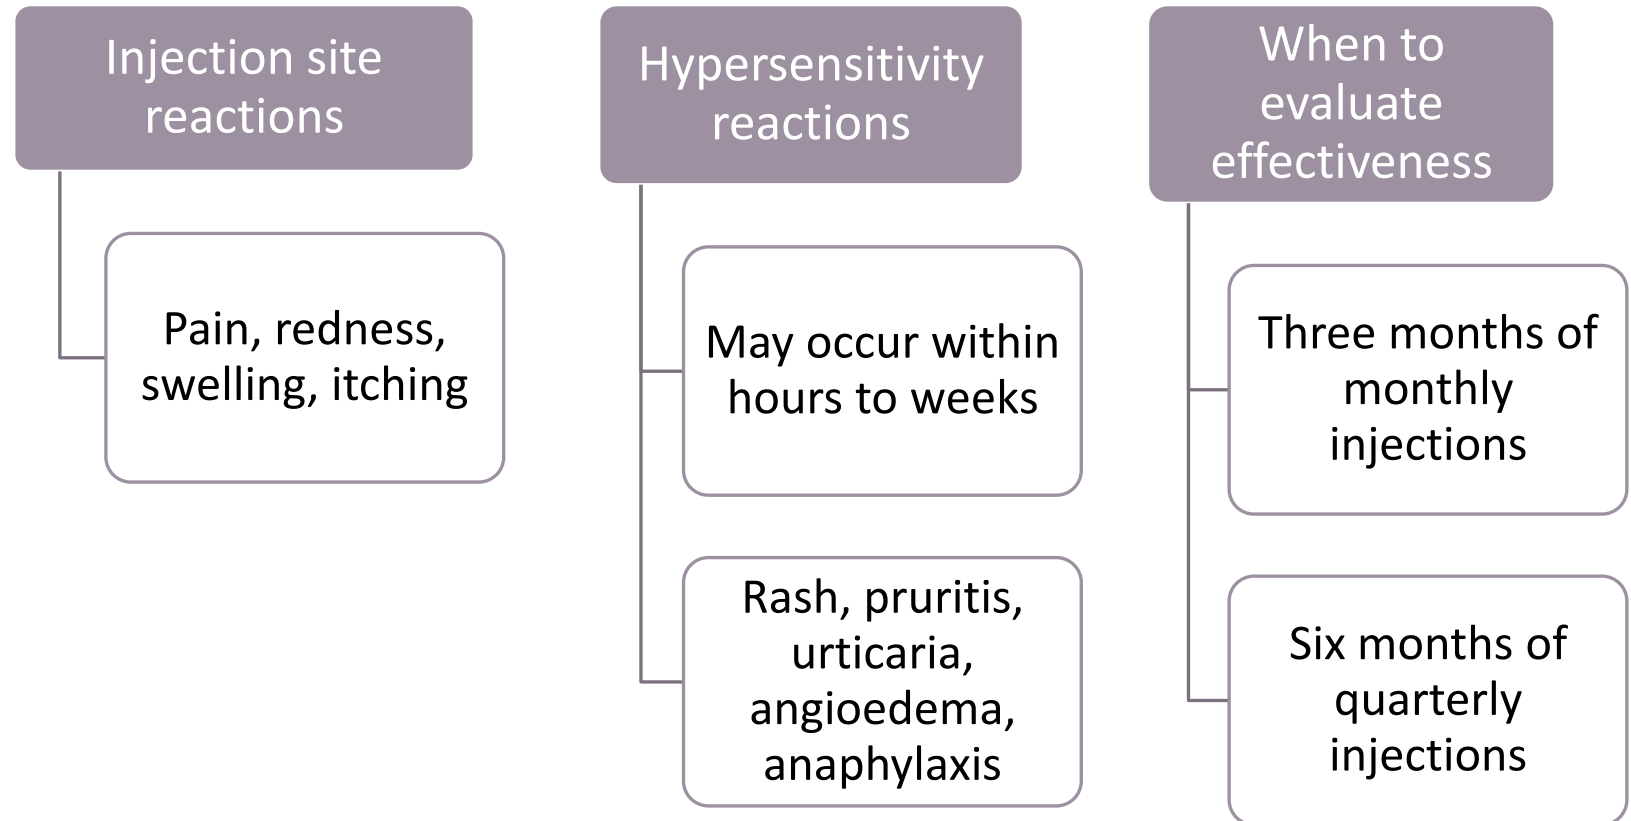 Injection site
reactions
Pain, redness,
swelling, itching
Hypersensitivity
reactions
May occur within
hours to weeks
Rash, pruritis,
urticaria,
angioedema,
anaphylaxis
When to
evaluate
effectiveness
Three months of
monthly
injections
Six months of
quarterly
injections